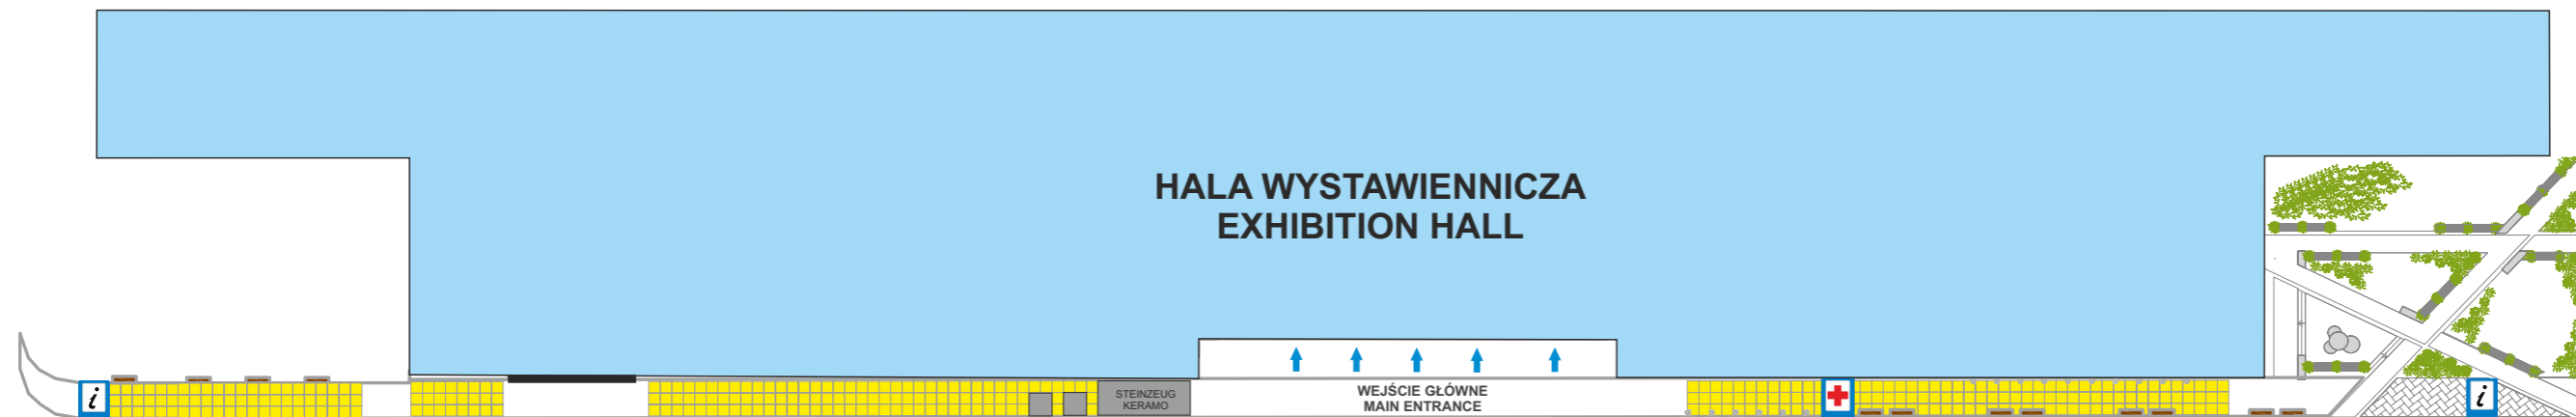 HALA WYSTAWIENNICZA
EXHIBITION HALL
STEINZEUG
KERAMO
WEJŚCIE GŁÓWNE
MAIN ENTRANCE
i
i